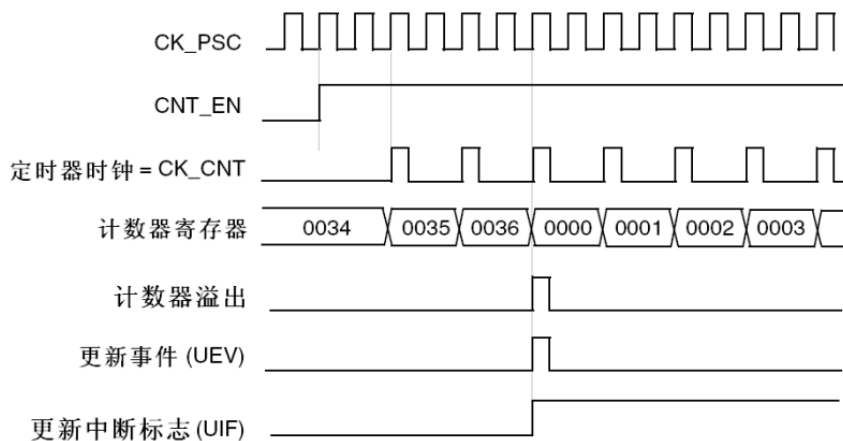 CK_PSC
CNT_EN
定时器时钟 = CK_CNT
计数器寄存器 0034 0035 0036 0000 0001 0002 0003
计数器溢出
更新事件 (UEV)
更新中断标志 (UIF)